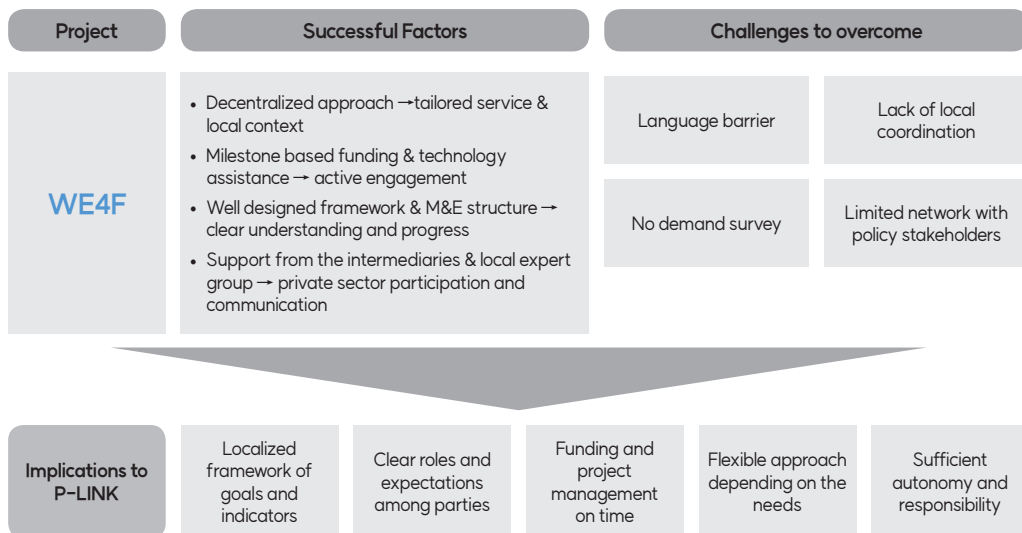 Project
Successful Factors
Challenges to overcome
WE4F
• Decentralized approach →tailored service &
local context
• Milestone based funding & technology
assistance → active engagement
• Well designed framework & M&E structure →
clear understanding and progress
• Support from the intermediaries & local expert
group → private sector participation and
communication
Language barrier
Lack of local
coordination
No demand survey
Limited network with
policy stakeholders
Implications to
P-LINK
Localized
framework of
goals and
indicators
Clear roles and
expectations
among parties
Funding and
project
management
on time
Flexible approach
depending on the
needs
Sufficient
autonomy and
responsibility